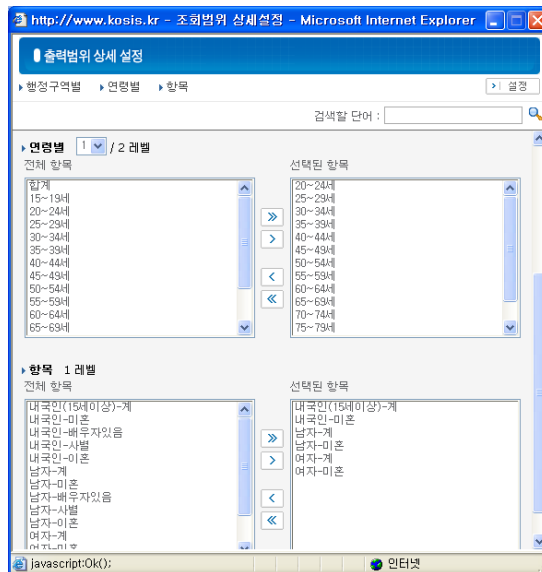 http://www.kosis.kr - 조회범위 상세설정 - Microsoft Internet Explorer
출력범위 상세 설정
행정구역별 연령별 항목 설정
검색할 단어 :
연령별 1 / 2 레벨
전체 항목 선택된 항목
합계
15~19세
20~24세
25~29세
30~34세
35~39세
40~44세
45~49세
50~54세
55~59세
60~64세
65~69세
20~24세
25~29세
30~34세
35~39세
40~44세
45~49세
50~54세
55~59세
60~64세
65~69세
70~74세
75~79세
항목 1 레벨
전체 항목 선택된 항목
내국인(15세이상)-계
내국인-미혼
내국인-배우자있음
내국인-사별
내국인-이혼
남자-계
남자-미혼
남자-배우자있음
남자-사별
남자-이혼
여자-계
여자-미혼
내국인(15세이상)-계
내국인-미혼
남자-계
남자-미혼
여자-계
여자-미혼
javascript:Ok(); 인터넷